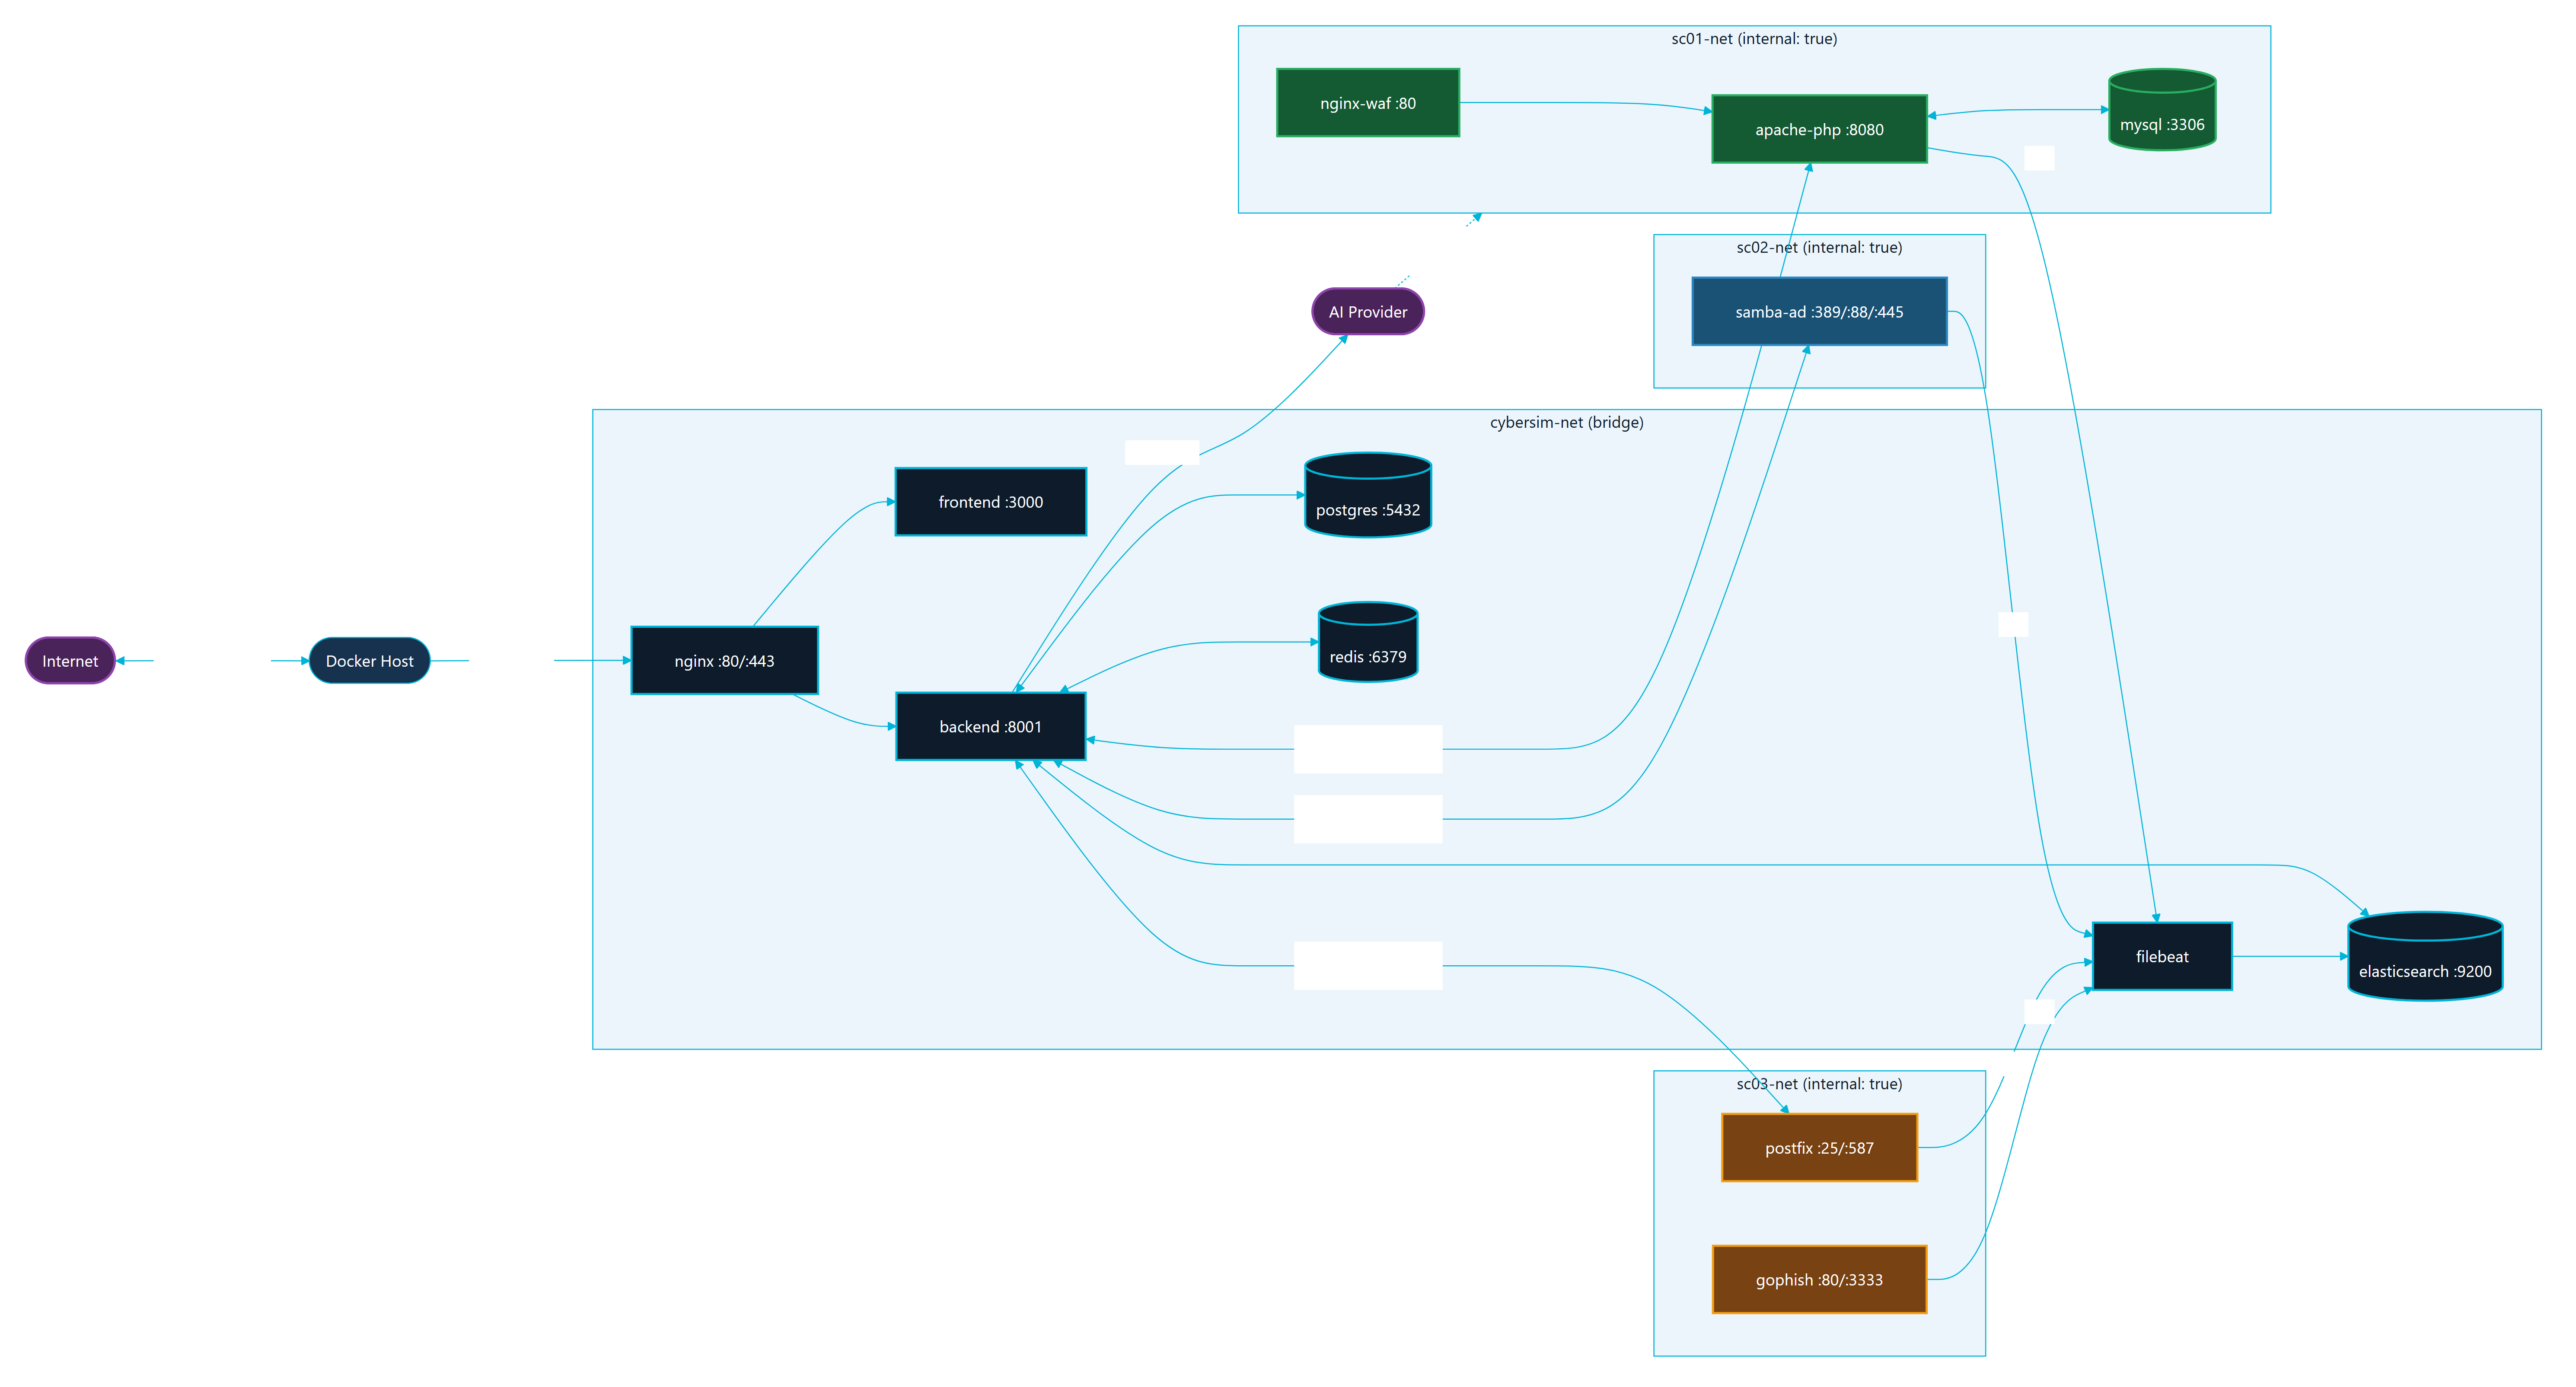 sc01-net (internal: true)
nginx-waf :80
apache-php :8080
mysql :3306
sc02-net (internal: true)
samba-ad :389/:88/:445
AI Provider
cybersim-net (bridge)
frontend :3000
postgres :5432
Internet
Docker Host
nginx :80/:443
redis :6379
backend :8001
filebeat
elasticsearch :9200
sc03-net (internal: true)
postfix :25/:587
gophish :80/:3333